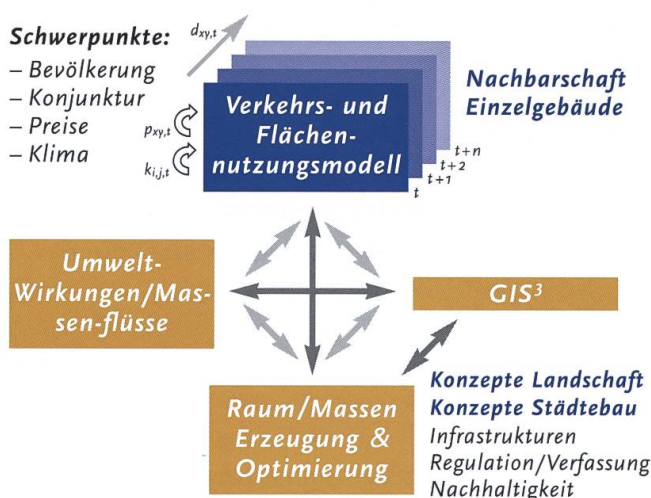 Schwerpunkte:
– Bevölkerung
– Konjunktur
– Preise
– Klima
dxy,t
pxy,t
ki,j,t
Verkehrs- und
Flächen-
nutzungsmodell
t
t+1
t+2
t+n
Nachbarschaft
Einzelgebäude
Umwelt-
Wirkungen/Mas-
sen-flüsse
GIS³
Raum/Massen
Erzeugung &
Optimierung
Konzepte Landschaft
Konzepte Städtebau
Infrastrukturen
Regulation/Verfassung
Nachhaltigkeit